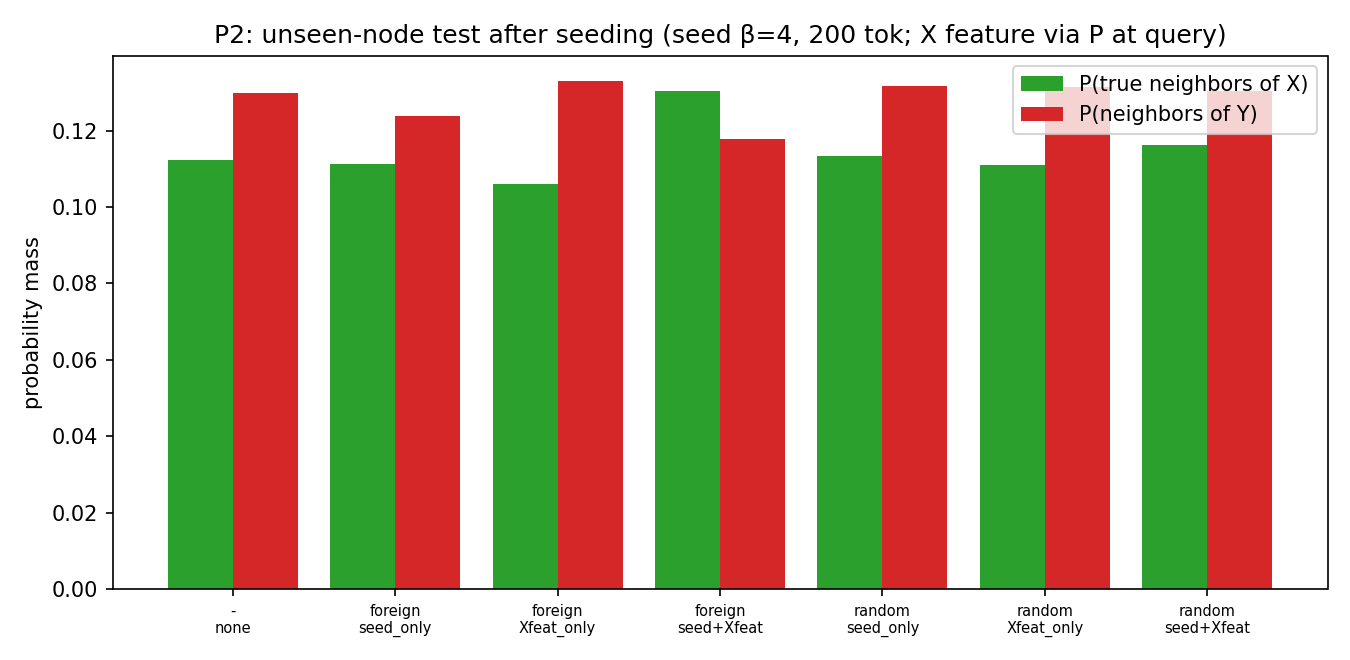 P2: unseen-node test after seeding (seed β=4, 200 tok; X feature via P at query)
P(true neighbors of X)
P(neighbors of Y)
probability mass
0.12
0.10
0.08
0.06
0.04
0.02
0.00
-
none
foreign
seed_only
foreign
Xfeat_only
foreign
seed+Xfeat
random
seed_only
random
Xfeat_only
random
seed+Xfeat